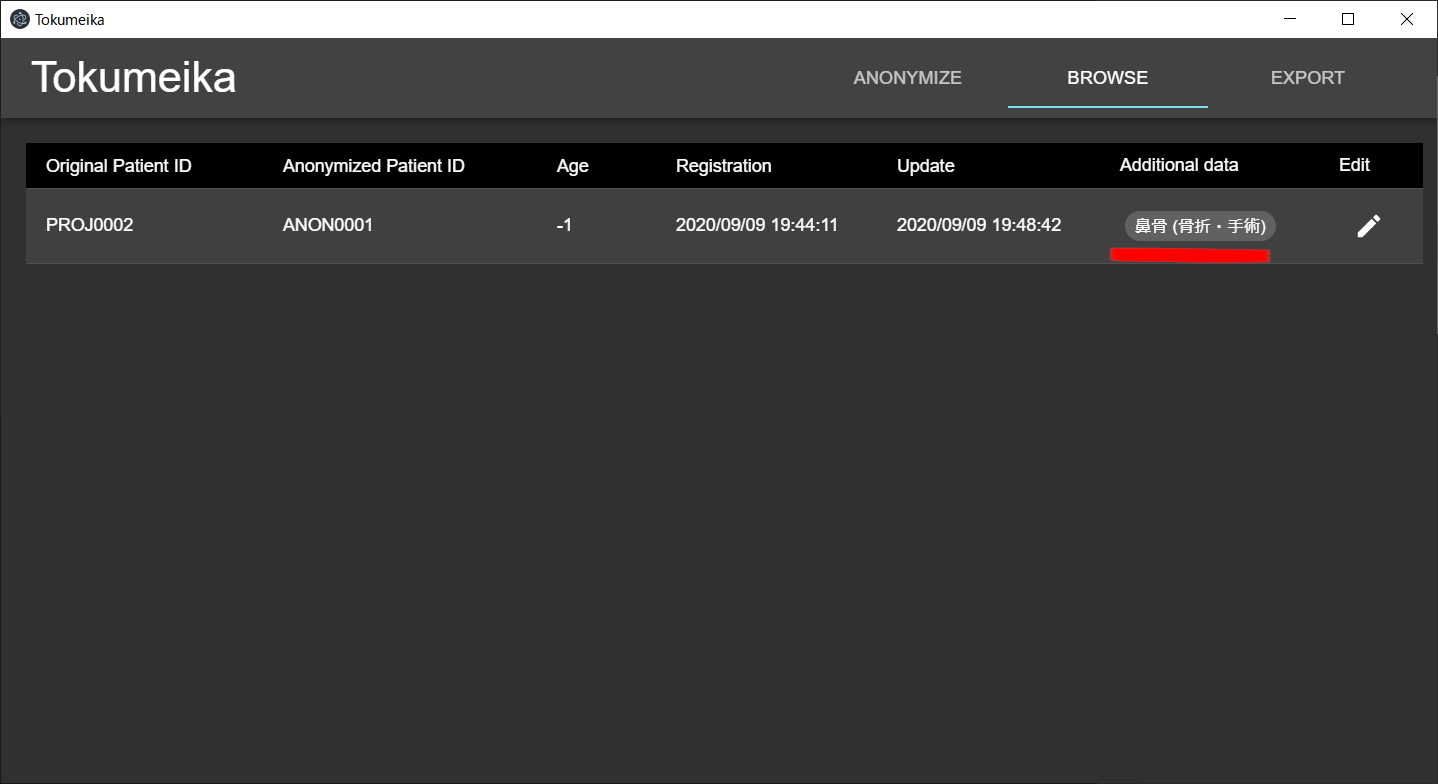 Tokumeika
Tokumeika
ANONYMIZE
BROWSE
EXPORT
Original Patient ID Anonymized Patient ID Age Registration Update Additional data Edit
PROJ0002 ANON0001 -1 2020/09/09 19:44:11 2020/09/09 19:48:42 鼻骨 (骨折・手術)